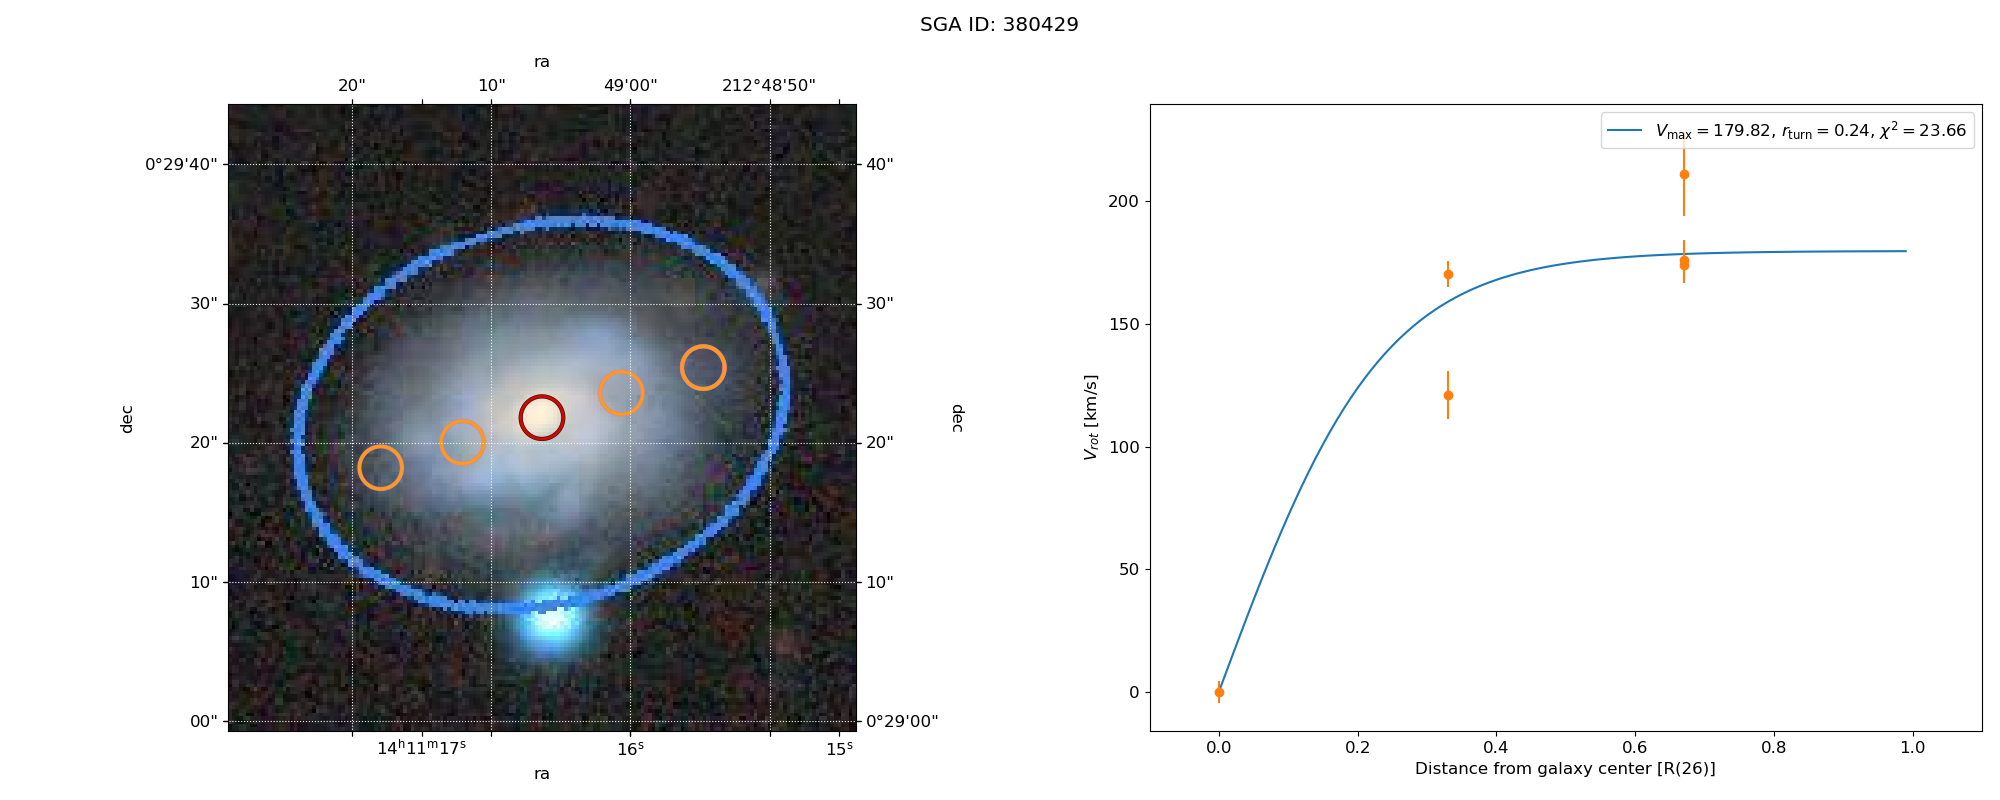 SGA ID: 380429
ra
20" 10" 49'00" 212°48'50"
0°29'40" 40"
30" 30"
20" 20"
10" 10"
00" 0°29'00"
dec
dec
14h11m17s 16s 15s
ra
Vmax = 179.82, rturn = 0.24, χ² = 23.66
200
150
100
50
0
Vrot [km/s]
0.0 0.2 0.4 0.6 0.8 1.0
Distance from galaxy center [R(26)]